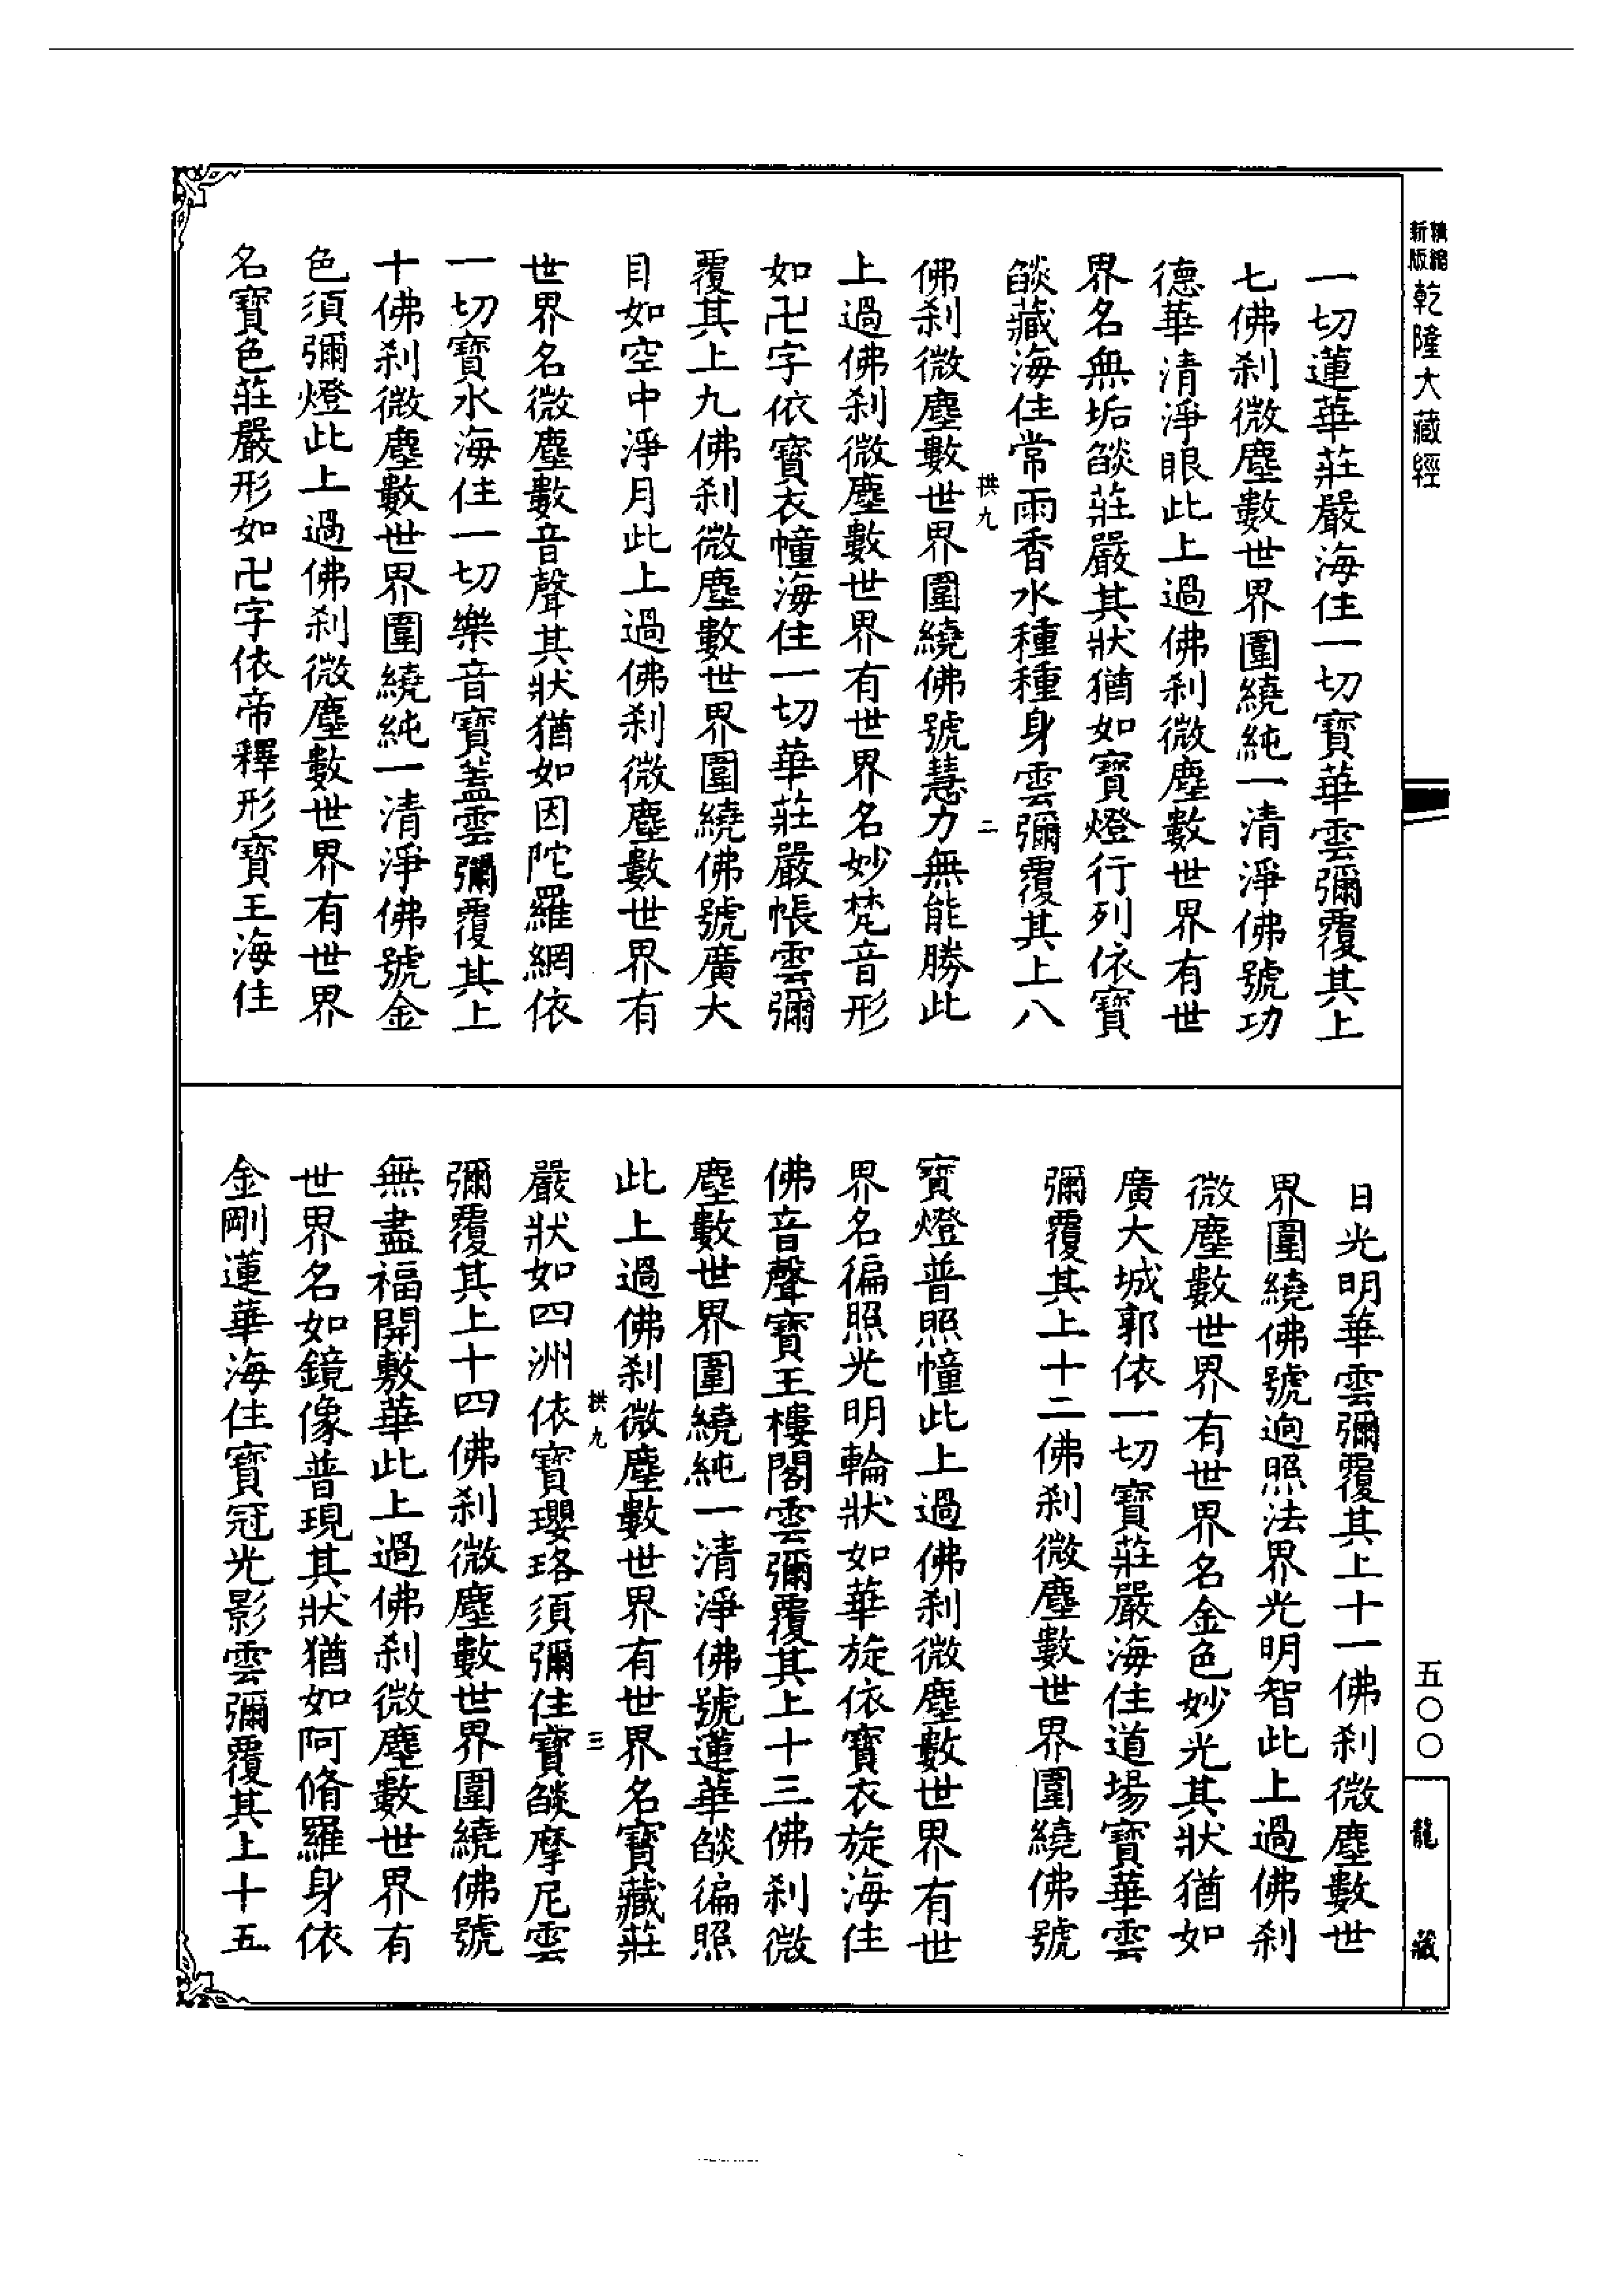 精縮新版乾隆大藏經
一切蓮華莊嚴海住一切寶華雲彌覆其上
七佛刹微塵數世界圍繞純一清淨佛號功
德華清淨眼此上過佛刹微塵數世界有世
界名無垢燄莊嚴其狀猶如寶燈行列依寶
燄藏海住常雨香水種種身雲彌覆其上八
拱九
二
佛刹微塵數世界圍繞佛號慧力無能勝此
上過佛刹微塵數世界有世界名妙梵音形
如卍字依寶衣幢海住一切華莊嚴帳雲彌
覆其上九佛刹微塵數世界圍繞佛號廣大
目如空中淨月此上過佛刹微塵數世界有
世界名微塵數音聲其狀猶如因陀羅網依
一切寶水海住一切樂音寶蓋雲彌覆其上
十佛刹微塵數世界圍繞純一清淨佛號金
色須彌燈此上過佛刹微塵數世界有世界
名寶色莊嚴形如卍字依帝釋形寶王海住
五〇〇
龍藏
日光明華雲彌覆其上十一佛刹微塵數世
界圍繞佛號逈照法界光明智此上過佛刹
微塵數世界有世界名金色妙光其狀猶如
廣大城郭依一切寶莊嚴海住道場寶華雲
彌覆其上十二佛刹微塵數世界圍繞佛號
寶燈普照幢此上過佛刹微塵數世界有世
界名徧照光明輪狀如華旋依寶衣旋海住
佛音聲寶王樓閣雲彌覆其上十三佛刹微
塵數世界圍繞純一清淨佛號蓮華燄徧照
此上過佛刹微塵數世界有世界名寶藏莊
拱九
三
嚴狀如四洲依寶瓔珞須彌住寶燄摩尼雲
彌覆其上十四佛刹微塵數世界圍繞佛號
無盡福開敷華此上過佛刹微塵數世界有
世界名如鏡像普現其狀猶如阿脩羅身依
金剛蓮華海住寶冠光影雲彌覆其上十五